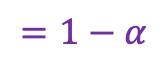 = 1 − α